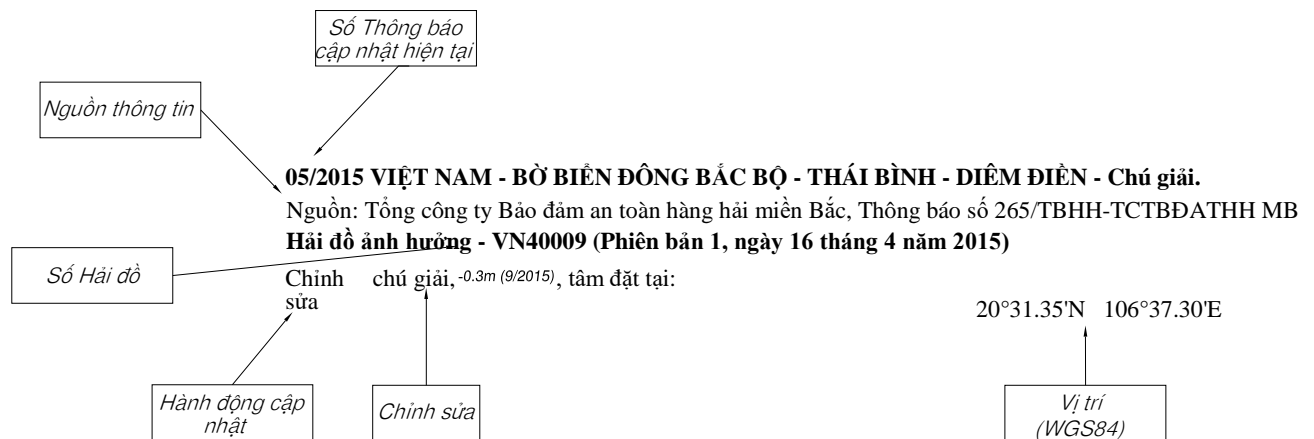 Số Thông báo
cập nhật hiện tại
Nguồn thông tin
05/2015 VIỆT NAM - BỜ BIỂN ĐÔNG BẮC BỘ - THÁI BÌNH - DIÊM ĐIỀN - Chú giải.
Nguồn: Tổng công ty Bảo đảm an toàn hàng hải miền Bắc, Thông báo số 265/TBHH-TCTBĐATHH MB
Hải đồ ảnh hưởng - VN40009 (Phiên bản 1, ngày 16 tháng 4 năm 2015)
Số Hải đồ
Chỉnh chú giải, -0.3m (9/2015), tâm đặt tại:
sửa
20°31.35'N 106°37.30'E
Hành động cập
nhật
Chỉnh sửa
Vị trí
(WGS84)